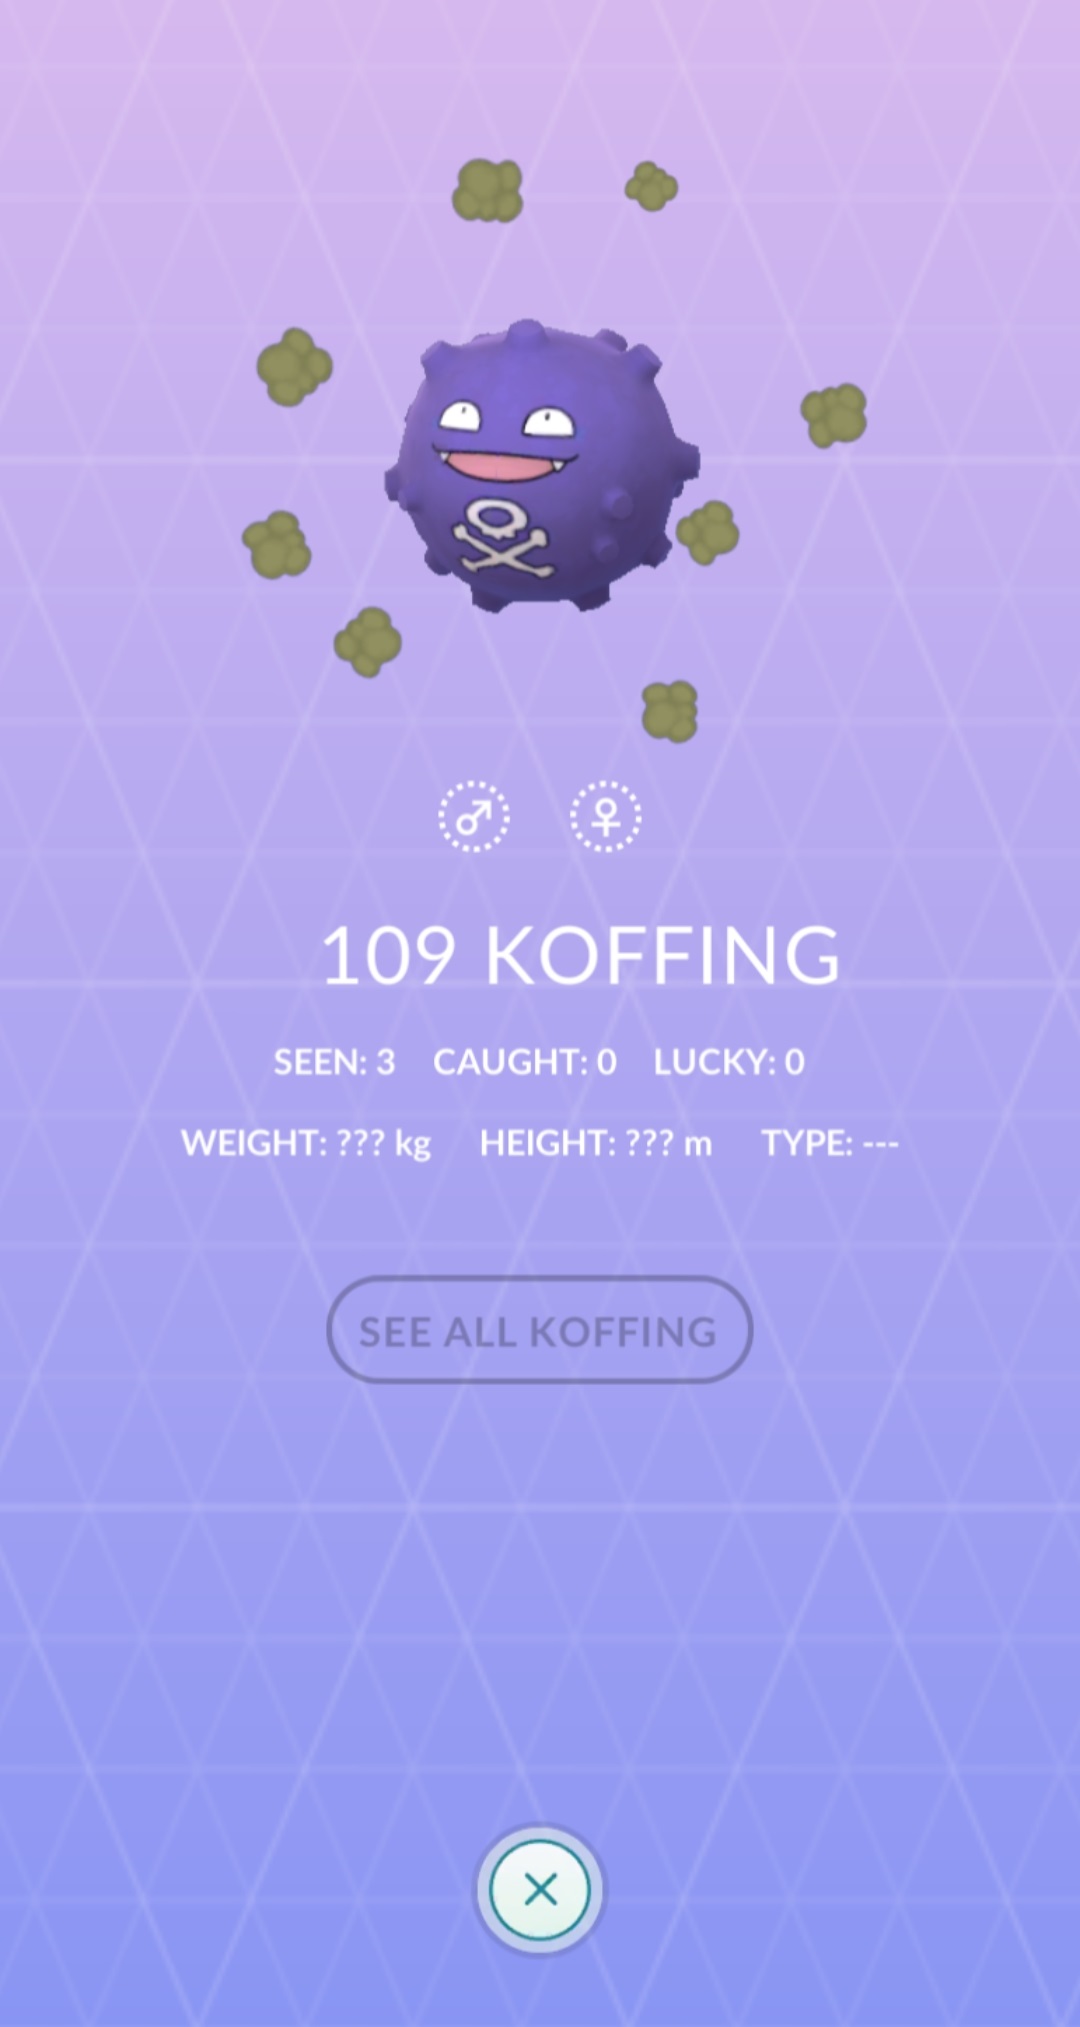 109 KOFFING
SEEN: 3 CAUGHT: 0 LUCKY: 0
WEIGHT: ??? kg HEIGHT: ??? m TYPE: ---
SEE ALL KOFFING